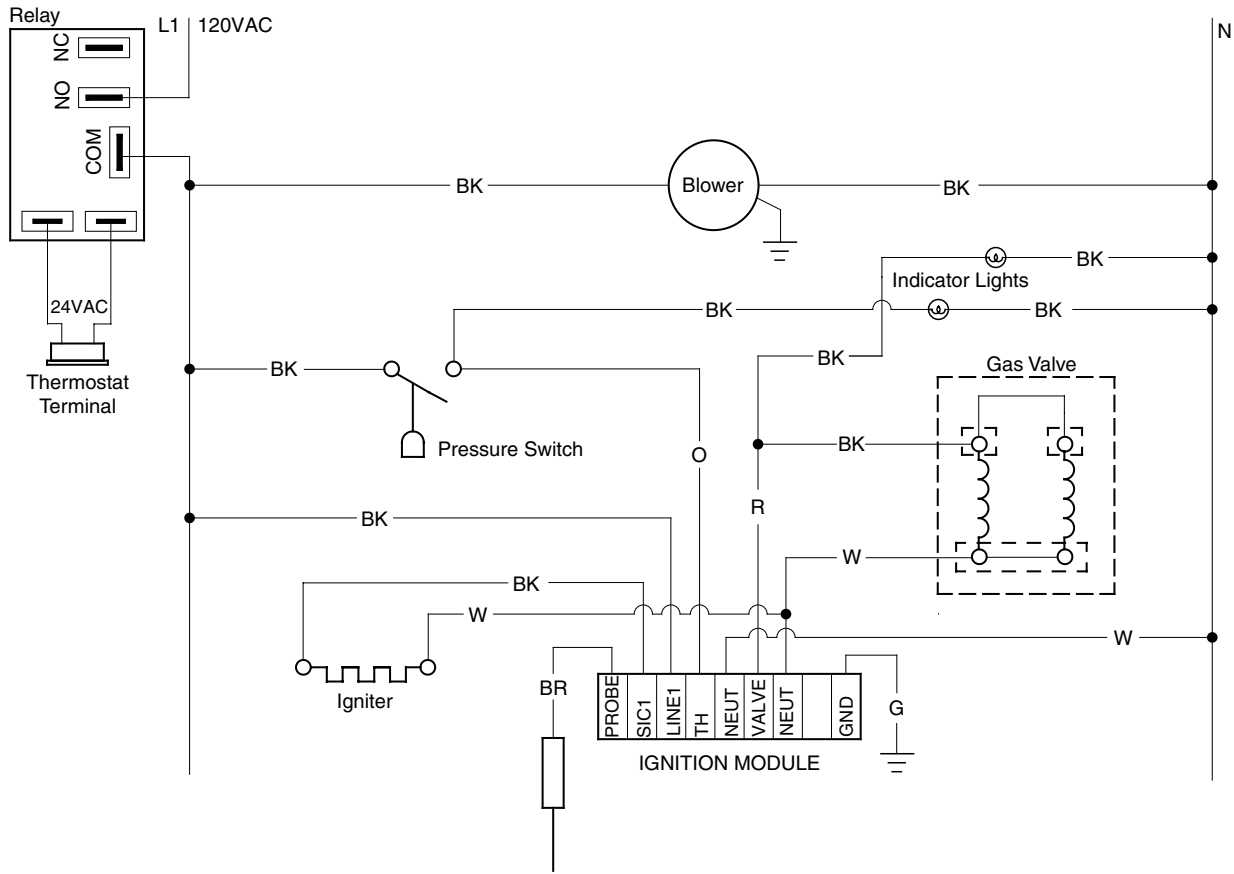 Relay
L1 120VAC
N
NC
NO
COM
BK
Blower
BK
BK
Indicator Lights
BK
BK
24VAC
Thermostat
Terminal
BK
BK
Gas Valve
Pressure Switch
O
BK
R
BK
W
BK
W
W
Igniter
BR
PROBE
SIC1
LINE1
TH
NEUT
VALVE
NEUT
GND
G
IGNITION MODULE